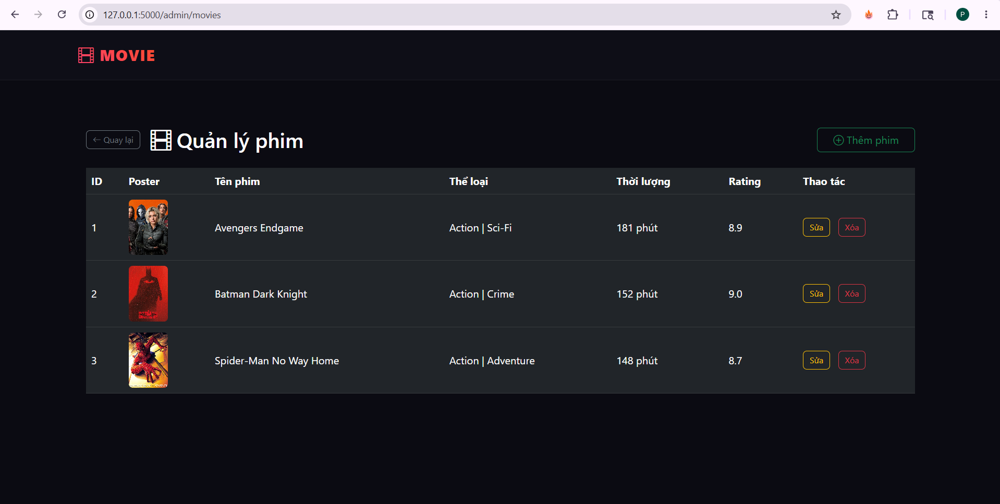 127.0.0.1:5000/admin/movies
P
MOVIE
← Quay lại
Quản lý phim
Thêm phim
ID Poster Tên phim Thể loại Thời lượng Rating Thao tác
1 Avengers Endgame Action | Sci-Fi 181 phút 8.9 Sửa Xóa
2 Batman Dark Knight Action | Crime 152 phút 9.0 Sửa Xóa
3 Spider-Man No Way Home Action | Adventure 148 phút 8.7 Sửa Xóa